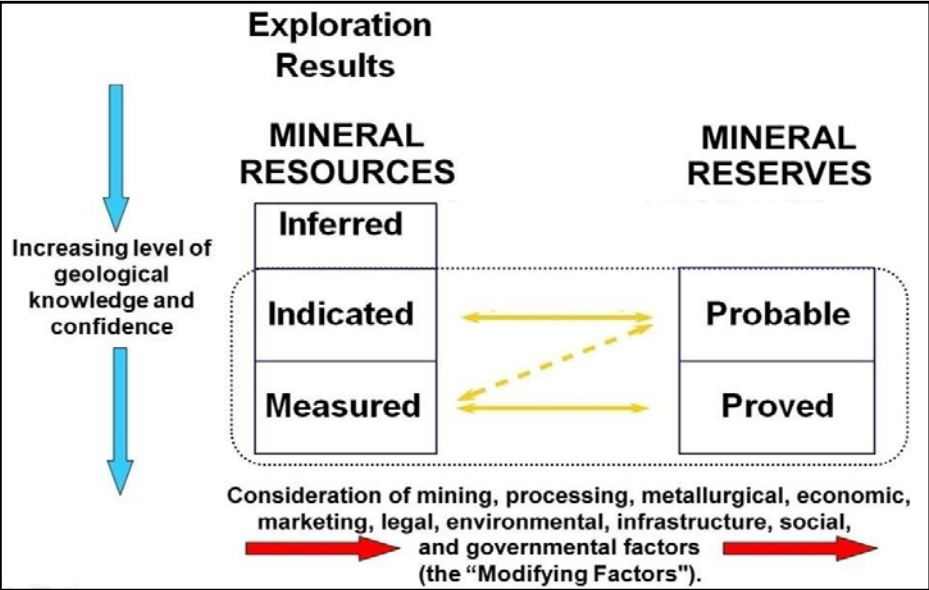 Exploration
Results
MINERAL
RESOURCES
MINERAL
RESERVES
Inferred
Increasing level of
geological
knowledge and
confidence
Indicated
Probable
Measured
Proved
Consideration of mining, processing, metallurgical, economic,
marketing, legal, environmental, infrastructure, social,
and governmental factors
(the “Modifying Factors").